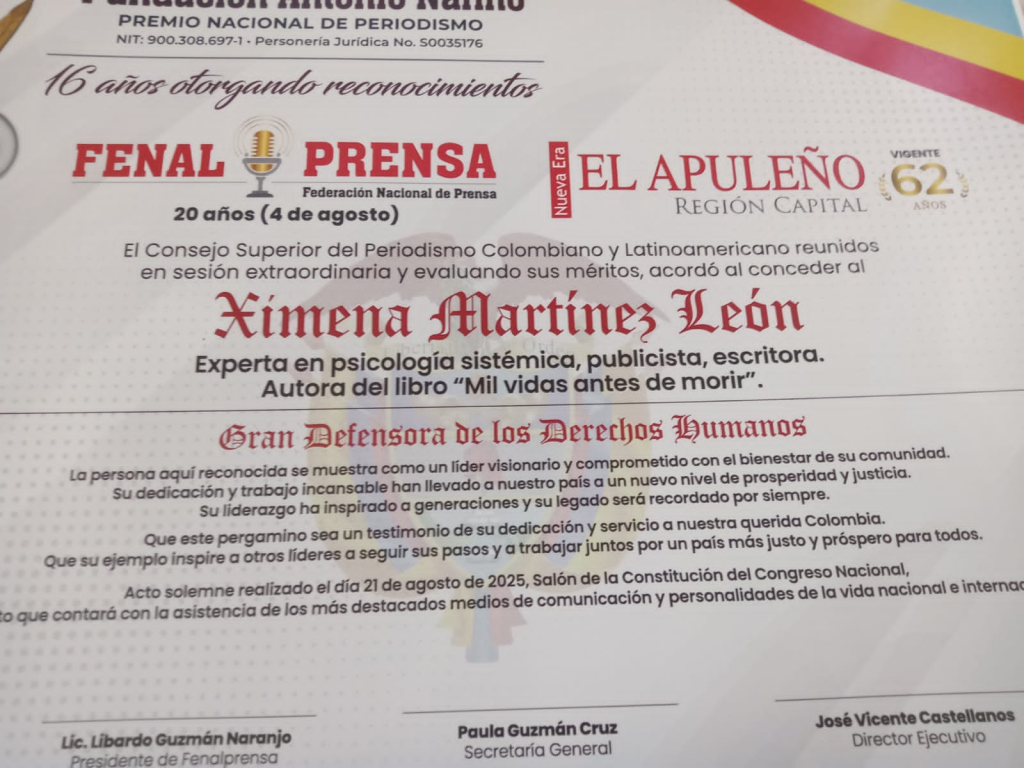 Fundación Antonio Nariño
PREMIO NACIONAL DE PERIODISMO
NIT: 900.308.697-1 • Personería Jurídica No. S0035176
16 años otorgando reconocimientos
FENAL PRENSA
Federación Nacional de Prensa
20 años (4 de agosto)
Nueva Era
EL APULEÑO
REGIÓN CAPITAL
VIGENTE
62
AÑOS
El Consejo Superior del Periodismo Colombiano y Latinoamericano reunidos
en sesión extraordinaria y evaluando sus méritos, acordó al conceder al
Ximena Martínez León
Experta en psicología sistémica, publicista, escritora.
Autora del libro “Mil vidas antes de morir”.
Gran Defensora de los Derechos Humanos
La persona aquí reconocida se muestra como un líder visionario y comprometido con el bienestar de su comunidad.
Su dedicación y trabajo incansable han llevado a nuestro país a un nuevo nivel de prosperidad y justicia.
Su liderazgo ha inspirado a generaciones y su legado será recordado por siempre.
Que este pergamino sea un testimonio de su dedicación y servicio a nuestra querida Colombia.
Que su ejemplo inspire a otros líderes a seguir sus pasos y a trabajar juntos por un país más justo y próspero para todos.
Acto solemne realizado el día 21 de agosto de 2025, Salón de la Constitución del Congreso Nacional,
to que contará con la asistencia de los más destacados medios de comunicación y personalidades de la vida nacional e internac
Lic. Libardo Guzmán Naranjo
Presidente de Fenalprensa
Paula Guzmán Cruz
Secretaría General
José Vicente Castellanos
Director Ejecutivo